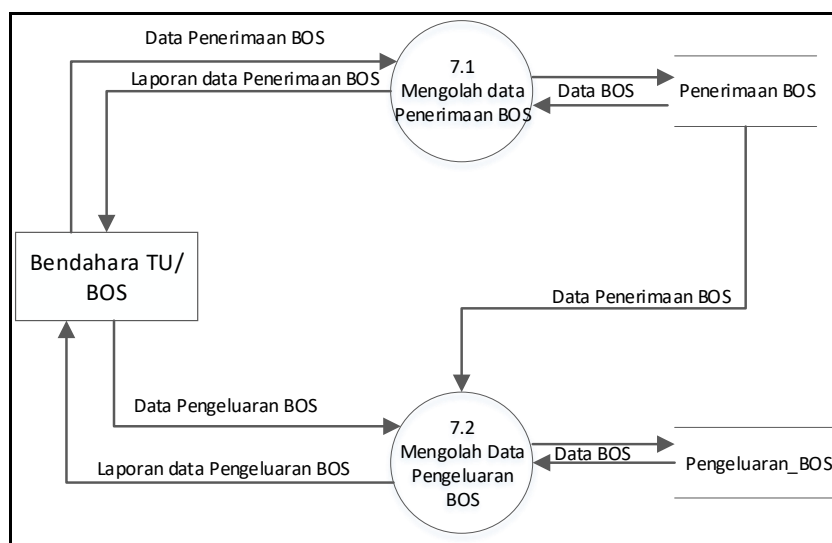 Data Penerimaan BOS
Laporan data Penerimaan BOS
7.1
Mengolah data
Penerimaan BOS
Data BOS
Penerimaan BOS
Bendahara TU/
BOS
Data Penerimaan BOS
Data Pengeluaran BOS
Laporan data Pengeluaran BOS
7.2
Mengolah Data
Pengeluaran
BOS
Data BOS
Pengeluaran_BOS